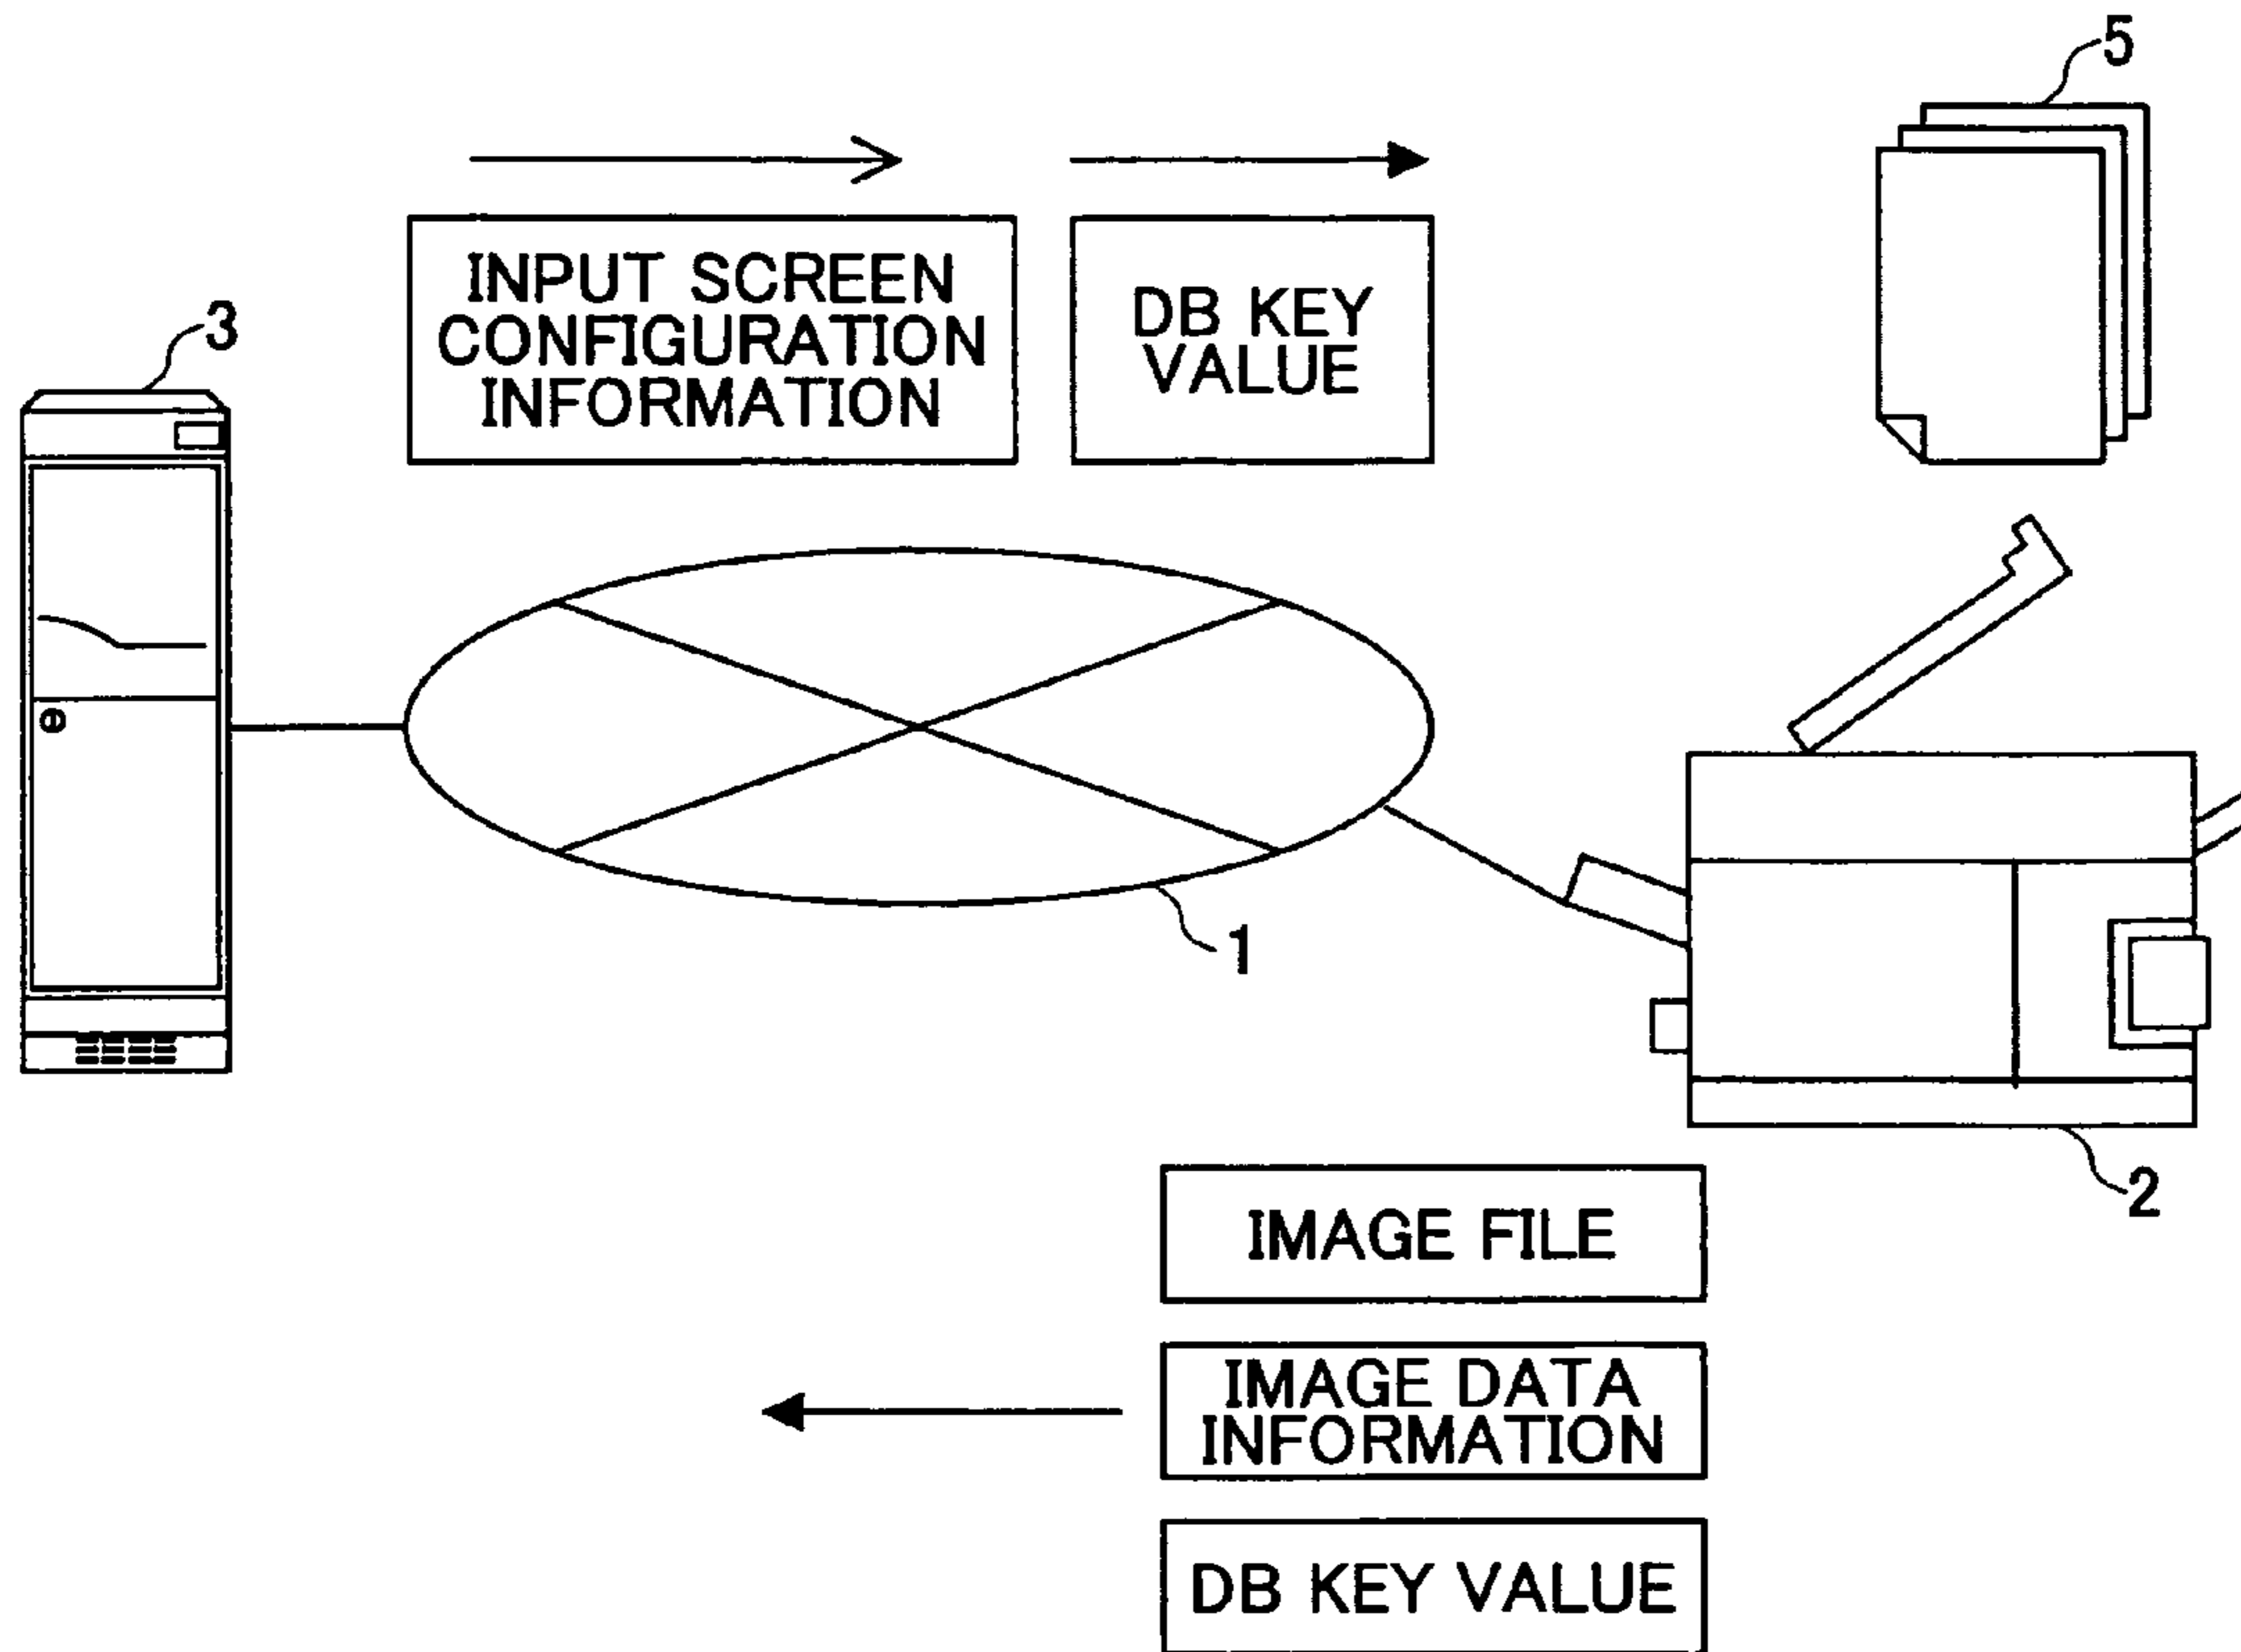 5
3
INPUT SCREEN
CONFIGURATION
INFORMATION
DB KEY
VALUE
1
2
IMAGE FILE
IMAGE DATA
INFORMATION
DB KEY VALUE